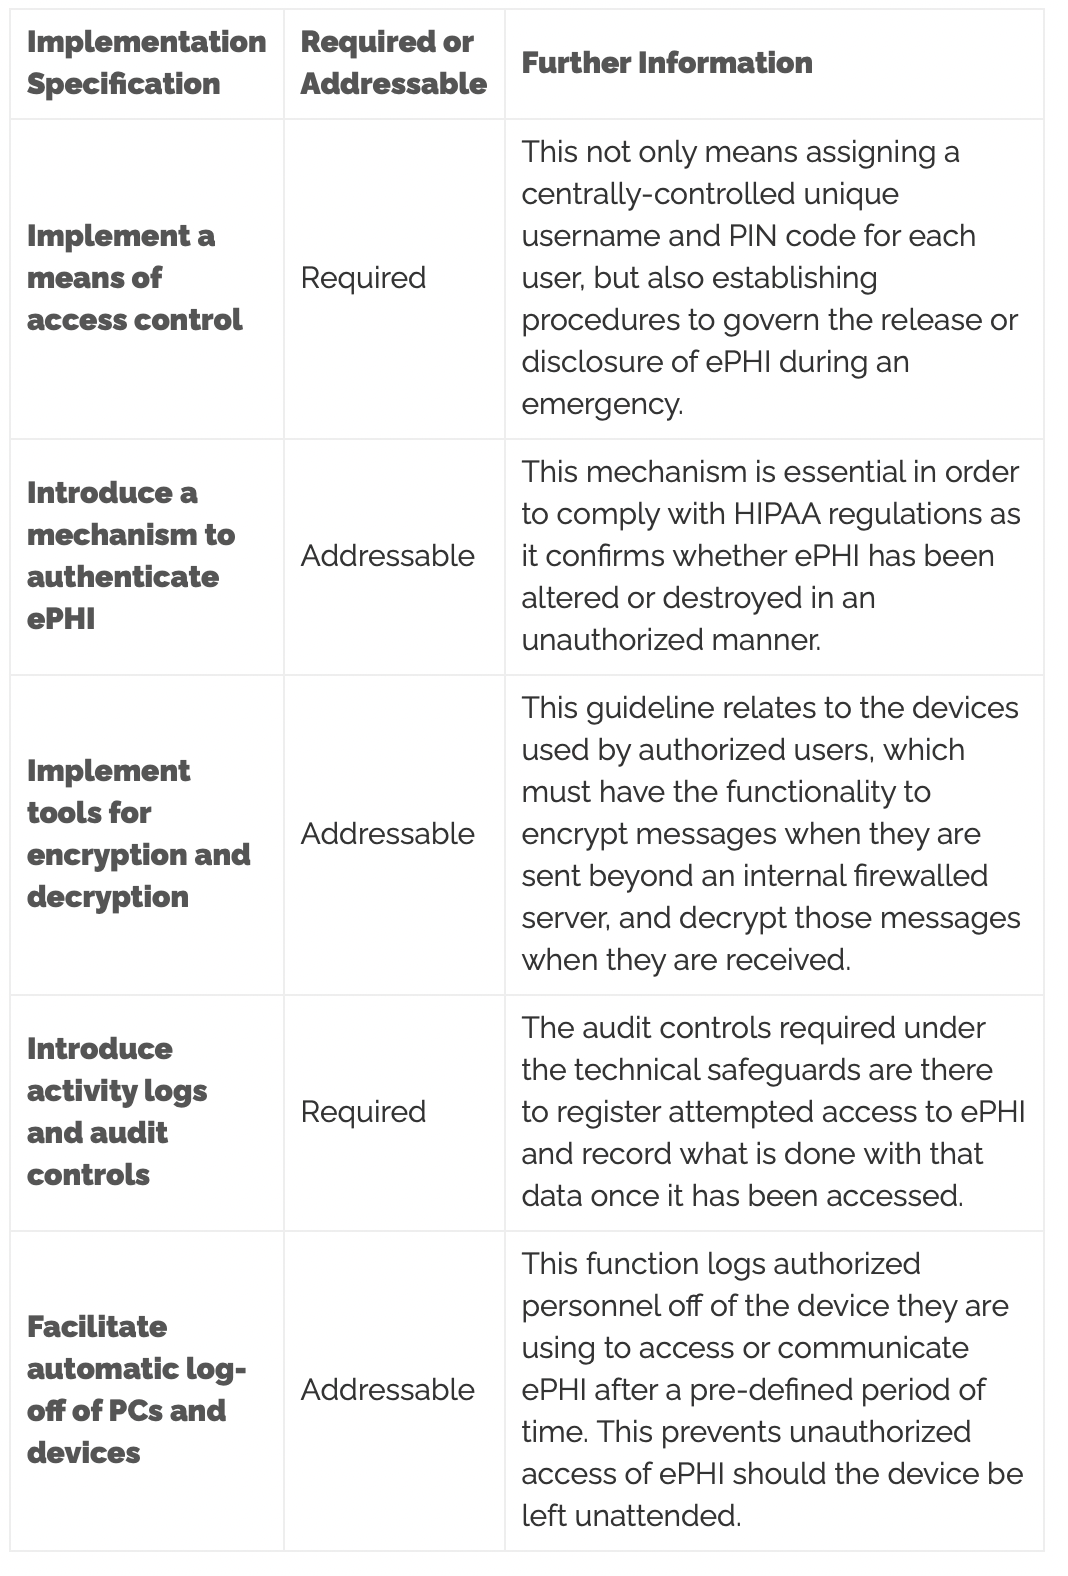 Implementation
Specification
Required or
Addressable
Further Information
Implement a
means of
access control
Required
This not only means assigning a
centrally-controlled unique
username and PIN code for each
user, but also establishing
procedures to govern the release or
disclosure of ePHI during an
emergency.
Introduce a
mechanism to
authenticate
ePHI
Addressable
This mechanism is essential in order
to comply with HIPAA regulations as
it confirms whether ePHI has been
altered or destroyed in an
unauthorized manner.
Implement
tools for
encryption and
decryption
Addressable
This guideline relates to the devices
used by authorized users, which
must have the functionality to
encrypt messages when they are
sent beyond an internal firewalled
server, and decrypt those messages
when they are received.
Introduce
activity logs
and audit
controls
Required
The audit controls required under
the technical safeguards are there
to register attempted access to ePHI
and record what is done with that
data once it has been accessed.
Facilitate
automatic log-
off of PCs and
devices
Addressable
This function logs authorized
personnel off of the device they are
using to access or communicate
ePHI after a pre-defined period of
time. This prevents unauthorized
access of ePHI should the device be
left unattended.